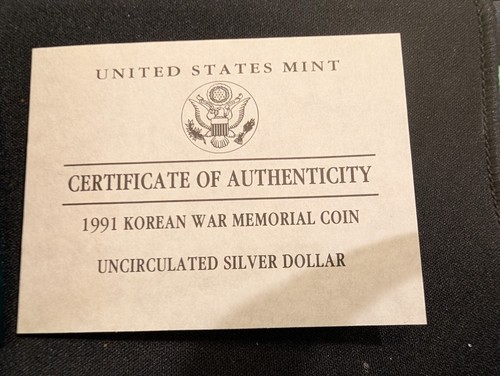 UNITED STATES MINT
CERTIFICATE OF AUTHENTICITY
1991 KOREAN WAR MEMORIAL COIN
UNCIRCULATED SILVER DOLLAR